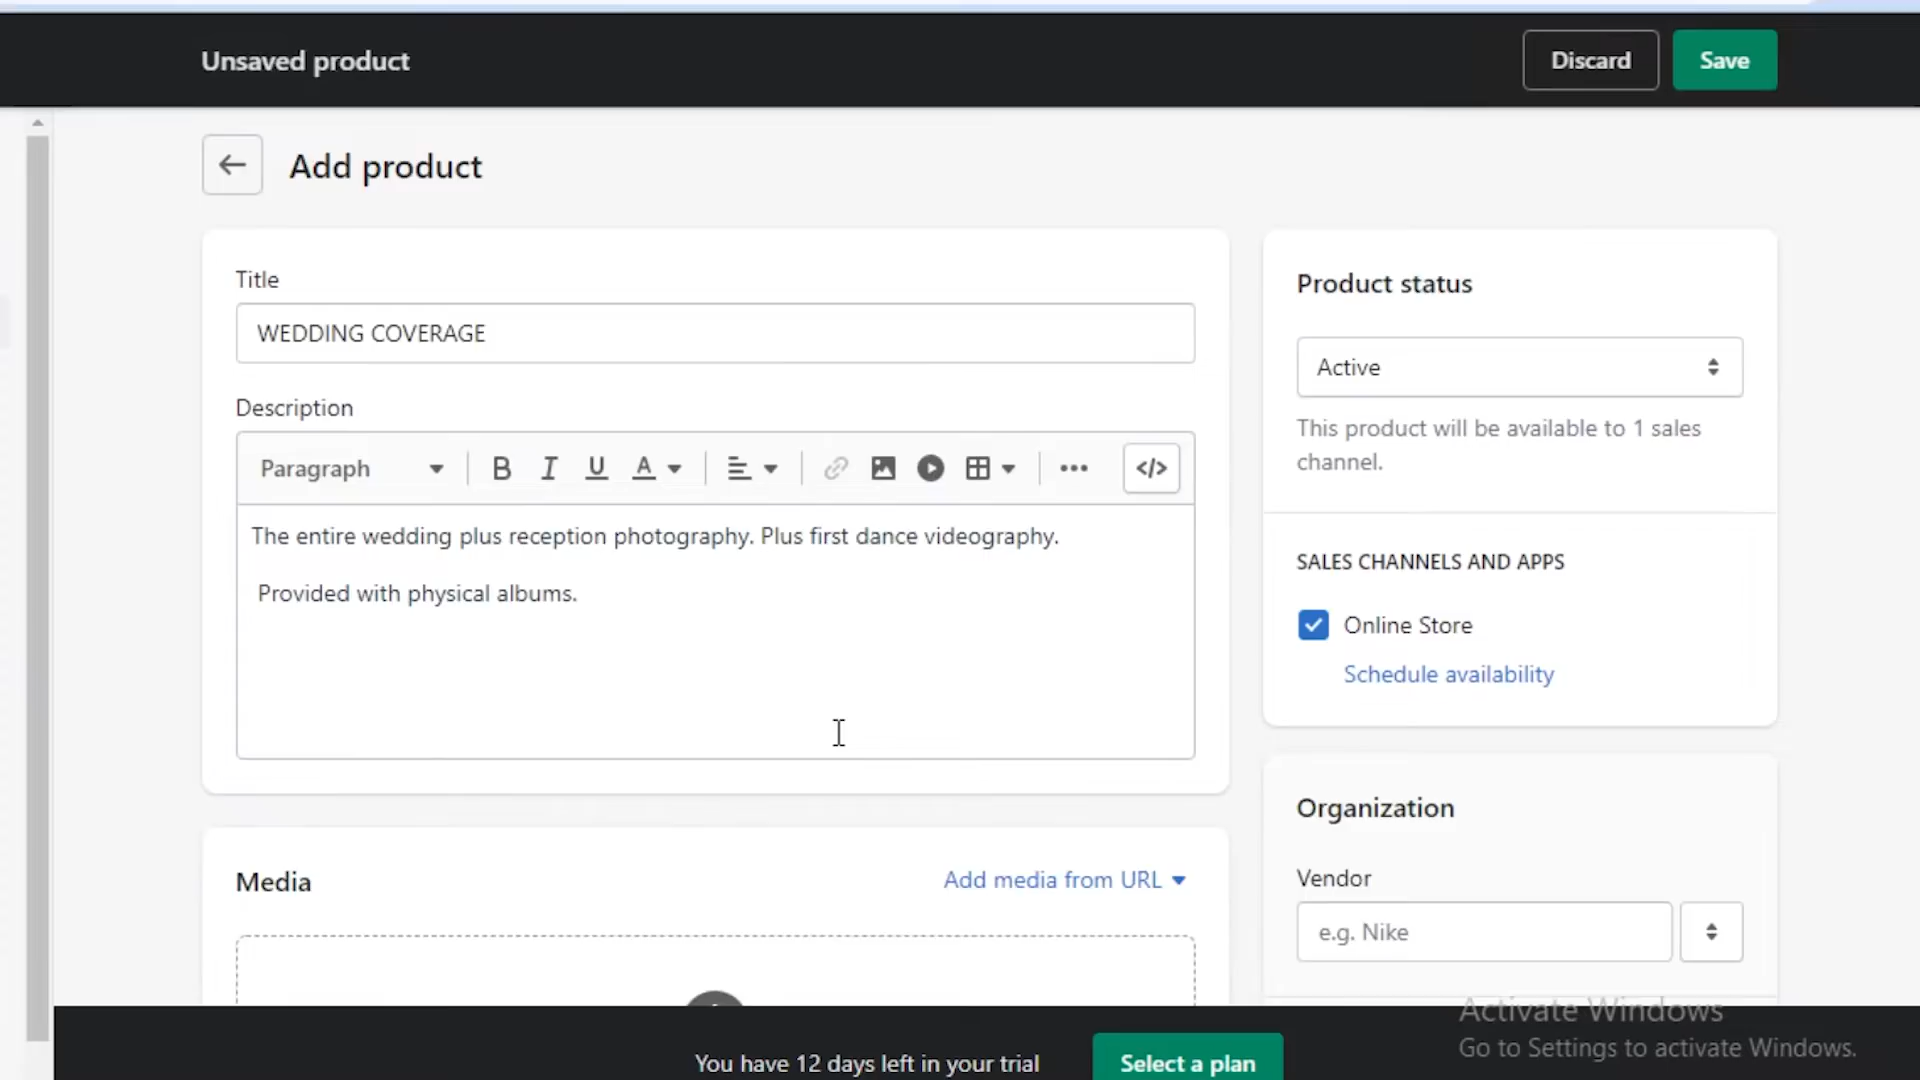 Unsaved product
Discard
Save
Add product
Title
WEDDING COVERAGE
Description
Paragraph
B I U A
</>
The entire wedding plus reception photography. Plus first dance videography.
Provided with physical albums.
Media
Add media from URL
Product status
Active
This product will be available to 1 sales
channel.
SALES CHANNELS AND APPS
Online Store
Schedule availability
Organization
Vendor
e.g. Nike
You have 12 days left in your trial
Select a plan
Activate Windows
Go to Settings to activate Windows.